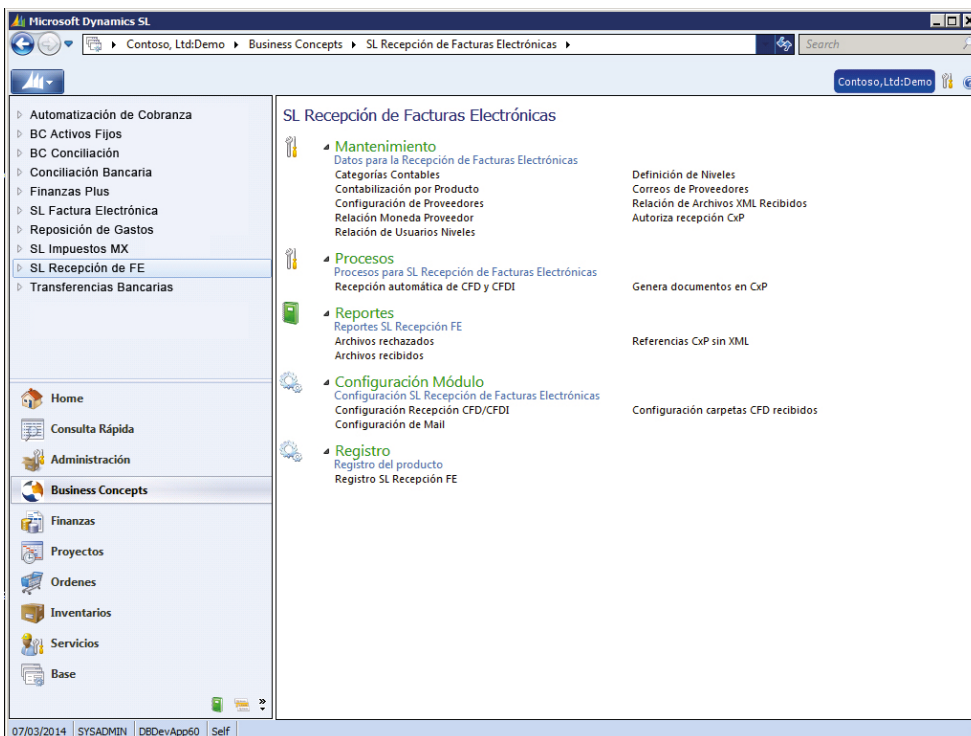 Microsoft Dynamics SL
Contoso, Ltd:Demo Business Concepts SL Recepción de Facturas Electrónicas
Search
Contoso,Ltd:Demo
Automatización de Cobranza
BC Activos Fijos
BC Conciliación
Conciliación Bancaria
Finanzas Plus
SL Factura Electrónica
Reposición de Gastos
SL Impuestos MX
SL Recepción de FE
Transferencias Bancarias
Home
Consulta Rápida
Administración
Business Concepts
Finanzas
Proyectos
Ordenes
Inventarios
Servicios
Base
SL Recepción de Facturas Electrónicas
Mantenimiento
Datos para la Recepción de Facturas Electrónicas
Categorías Contables
Definición de Niveles
Contabilización por Producto
Correos de Proveedores
Configuración de Proveedores
Relación de Archivos XML Recibidos
Relación Moneda Proveedor
Autoriza recepción CxP
Relación de Usuarios Niveles
Procesos
Procesos para SL Recepción de Facturas Electrónicas
Recepción automática de CFD y CFDI
Genera documentos en CxP
Reportes
Reportes SL Recepción FE
Archivos rechazados
Referencias CxP sin XML
Archivos recibidos
Configuración Módulo
Configuración SL Recepción de Facturas Electrónicas
Configuración Recepción CFD/CFDI
Configuración carpetas CFD recibidos
Configuración de Mail
Registro
Registro del producto
Registro SL Recepción FE
07/03/2014 SYSADMIN DBDevApp60 Self